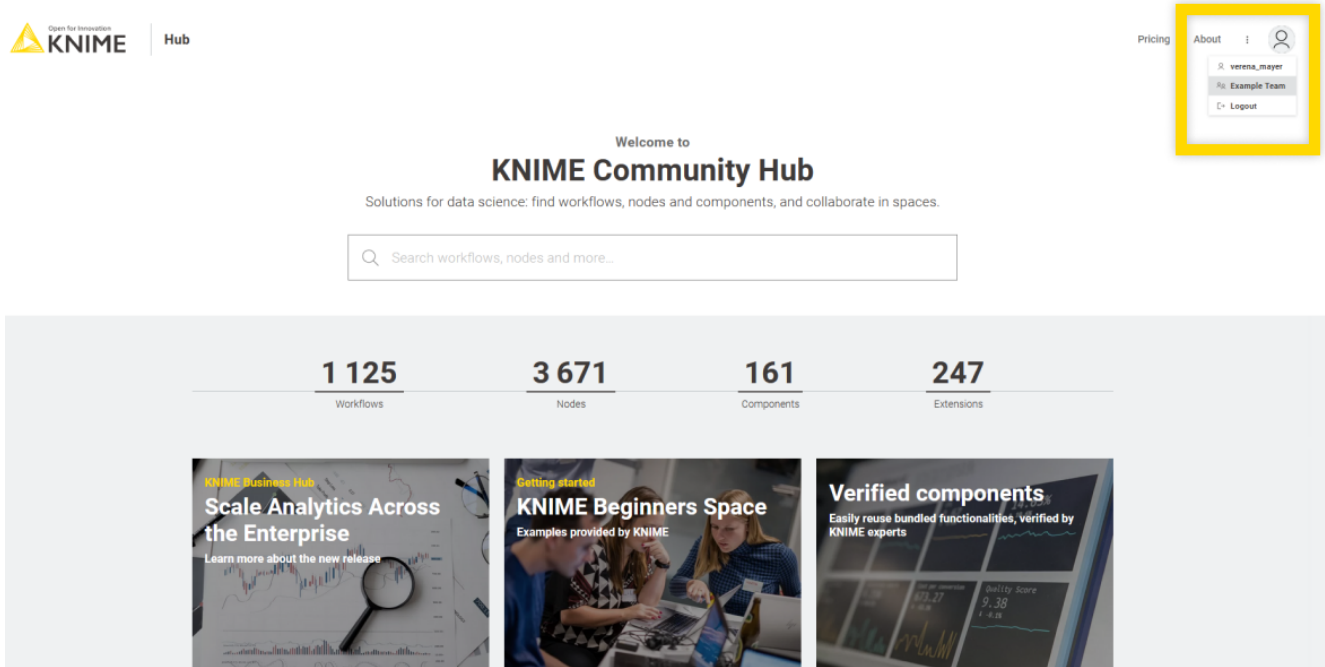 Open for Innovation
KNIME
Hub
Pricing
About
verena_mayer
Example Team
Logout
Welcome to
KNIME Community Hub
Solutions for data science: find workflows, nodes and components, and collaborate in spaces.
Search workflows, nodes and more...
1 125
3 671
161
247
Workflows
Nodes
Components
Extensions
KNIME Business Hub
Scale Analytics Across
the Enterprise
Learn more about the new release
Getting started
KNIME Beginners Space
Examples provided by KNIME
Verified components
Easily reuse bundled functionalities, verified by
KNIME experts
673.27
Quality Score
9.38